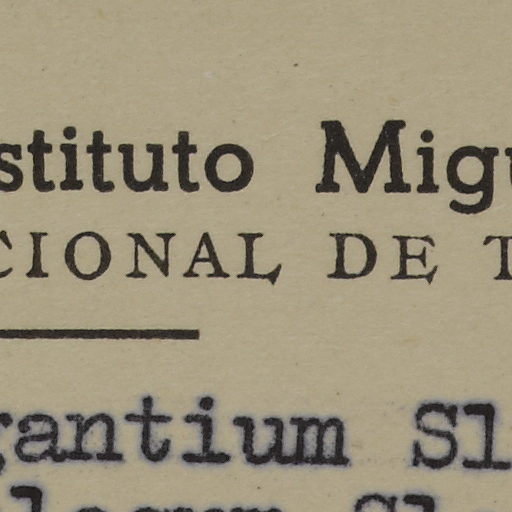 stituto Migu
CIONAL DE T
gantium Sl